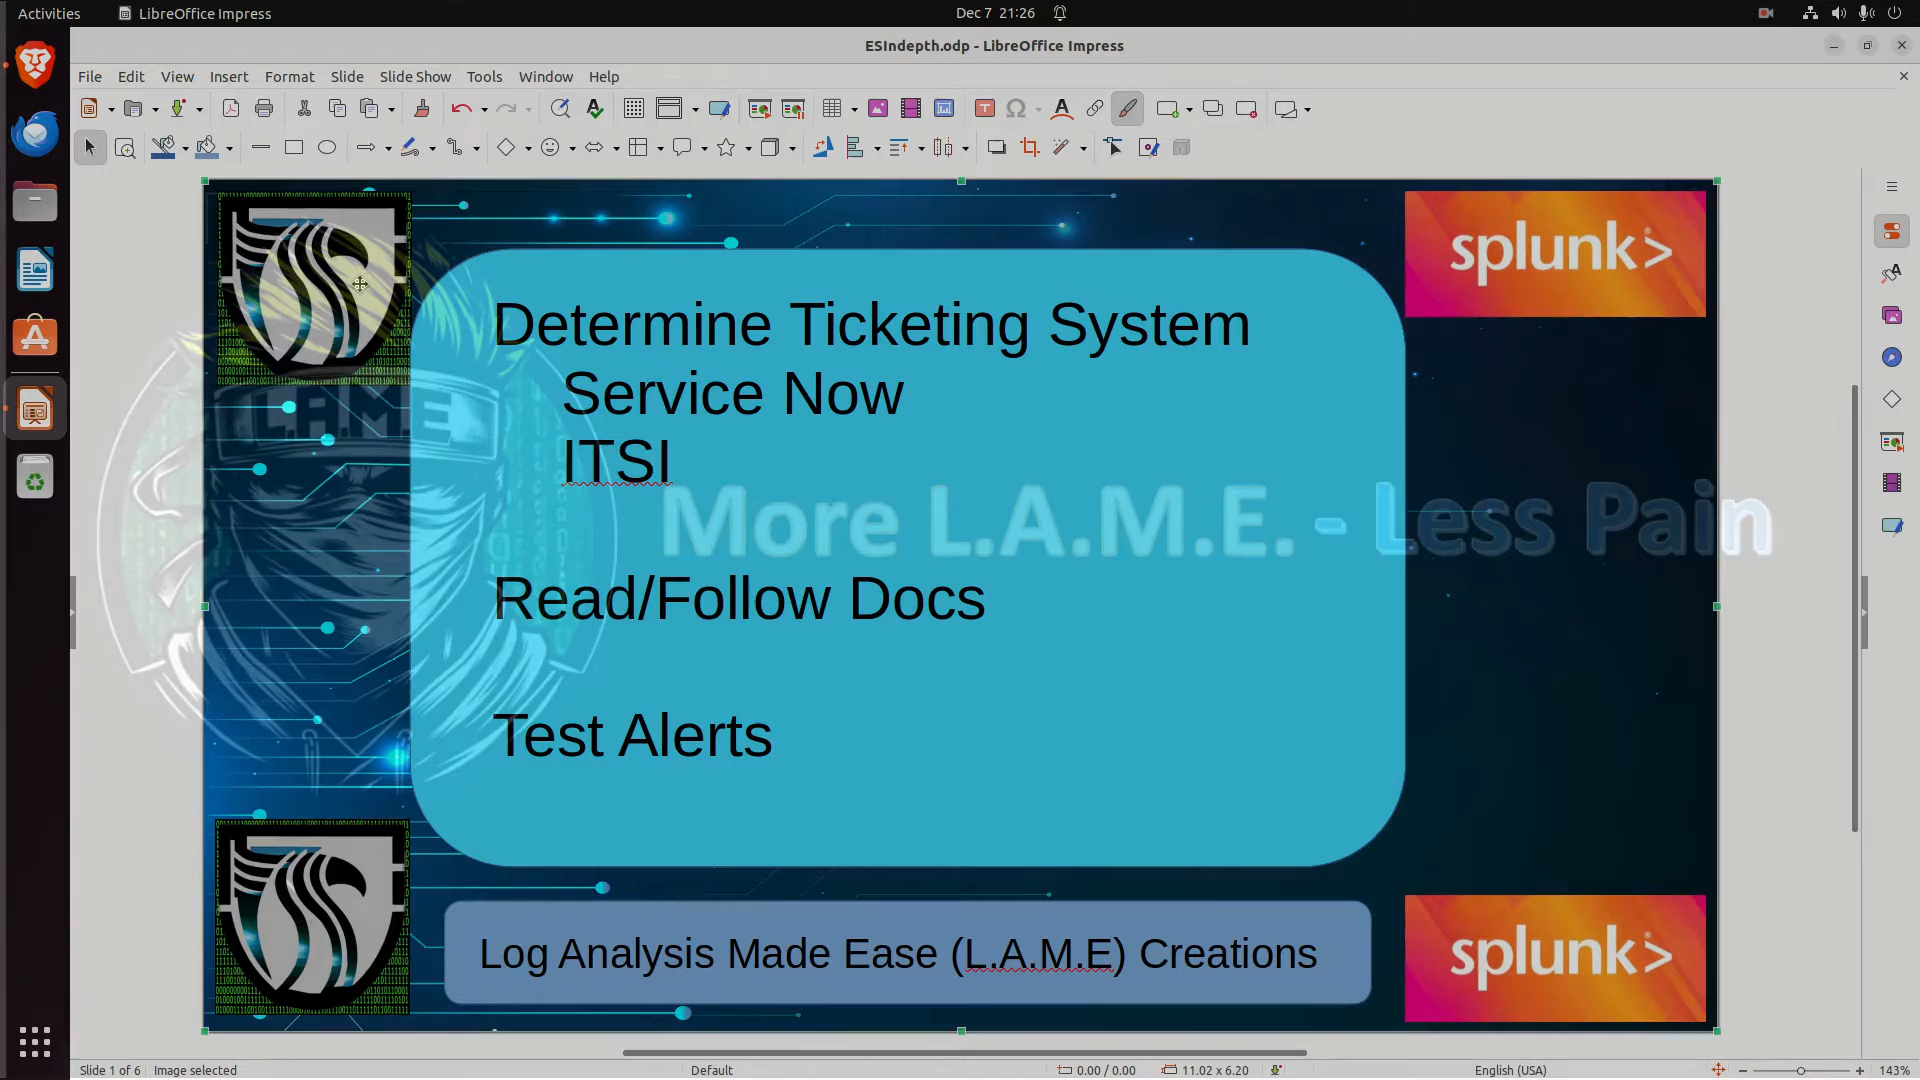 Activities
LibreOffice Impress
Dec 7 21:26
ESIndepth.odp - LibreOffice Impress
File Edit View Insert Format Slide Slide Show Tools Window Help
splunk>
Determine Ticketing System
Service Now
ITSI
L.A.M.E
More L.A.M.E. - Less Pain
Read/Follow Docs
Test Alerts
Log Analysis Made Ease (L.A.M.E) Creations
splunk>
Slide 1 of 6
Image selected
Default
0.00 / 0.00
11.02 x 6.20
English (USA)
143%